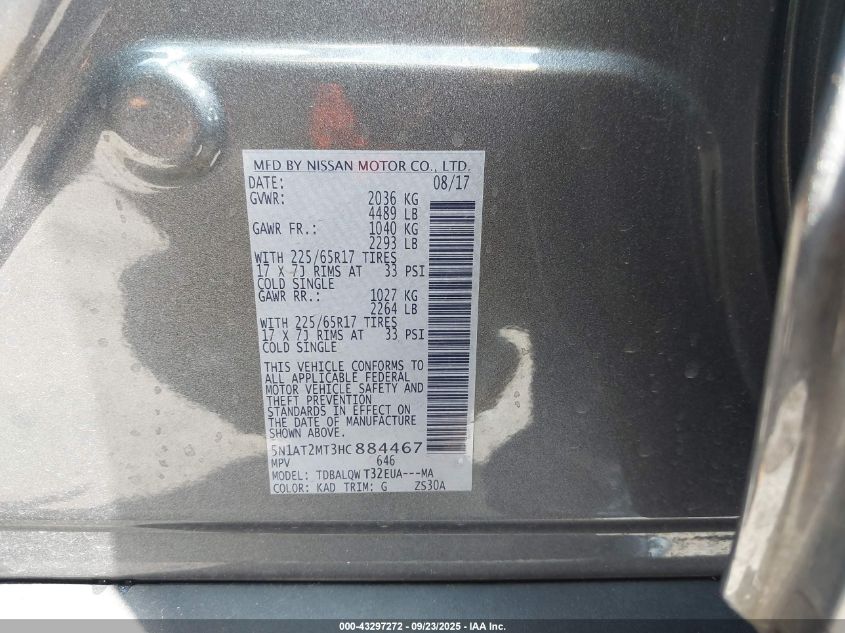 MFD BY NISSAN MOTOR CO., LTD.
DATE: 08/17
GVWR: 2036 KG
4489 LB
GAWR FR.: 1040 KG
2293 LB
WITH 225/65R17 TIRES
17 X 7J RIMS AT 33 PSI
COLD SINGLE
GAWR RR.: 1027 KG
2264 LB
WITH 225/65R17 TIRES
17 X 7J RIMS AT 33 PSI
COLD SINGLE
THIS VEHICLE CONFORMS TO
ALL APPLICABLE FEDERAL
MOTOR VEHICLE SAFETY AND
THEFT PREVENTION
STANDARDS IN EFFECT ON
THE DATE OF MANUFACTURE
SHOWN ABOVE.
5N1AT2MT3HC884467
MPV 646
MODEL: TDBALQW T32EUA---MA
COLOR: KAD TRIM: G ZS30A
000-43297272 - 09/23/2025 - IAA Inc.